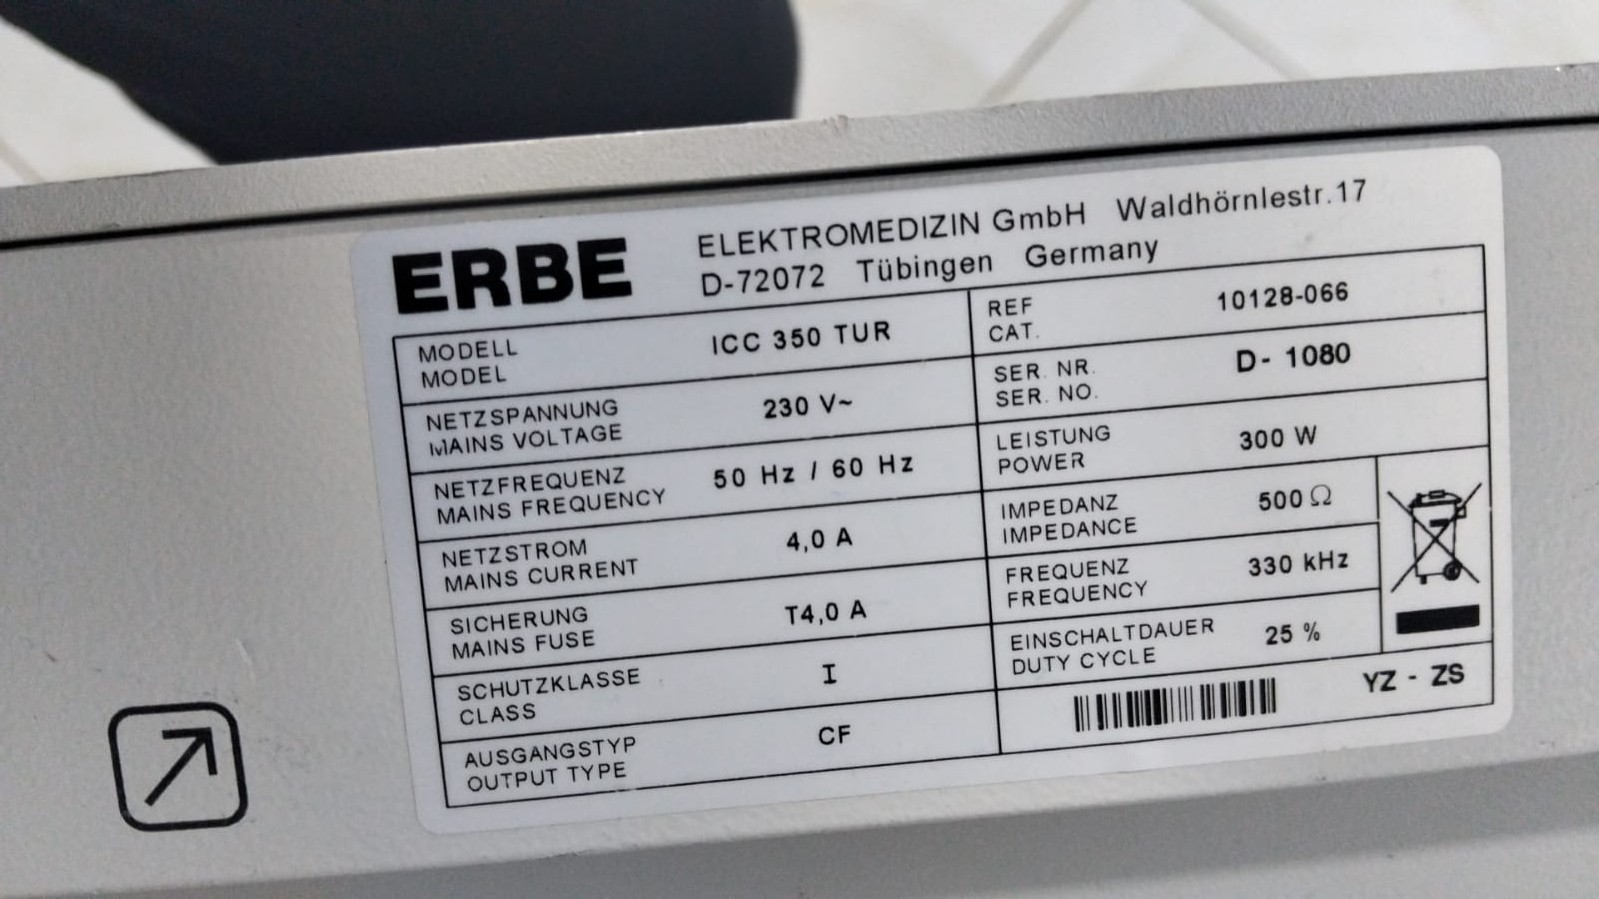 ERBE
ELEKTROMEDIZIN GmbH Waldhörnlestr.17
D-72072 Tübingen Germany
MODELL
MODEL
ICC 350 TUR
NETZSPANNUNG
MAINS VOLTAGE
230 V~
NETZFREQUENZ
MAINS FREQUENCY
50 Hz / 60 Hz
NETZSTROM
MAINS CURRENT
4,0 A
SICHERUNG
MAINS FUSE
T4,0 A
SCHUTZKLASSE
CLASS
I
AUSGANGSTYP
OUTPUT TYPE
CF
REF
CAT.
10128-066
SER. NR.
SER. NO.
D- 1080
LEISTUNG
POWER
300 W
IMPEDANZ
IMPEDANCE
500 Ω
FREQUENZ
FREQUENCY
330 kHz
EINSCHALTDAUER
DUTY CYCLE
25 %
YZ - ZS